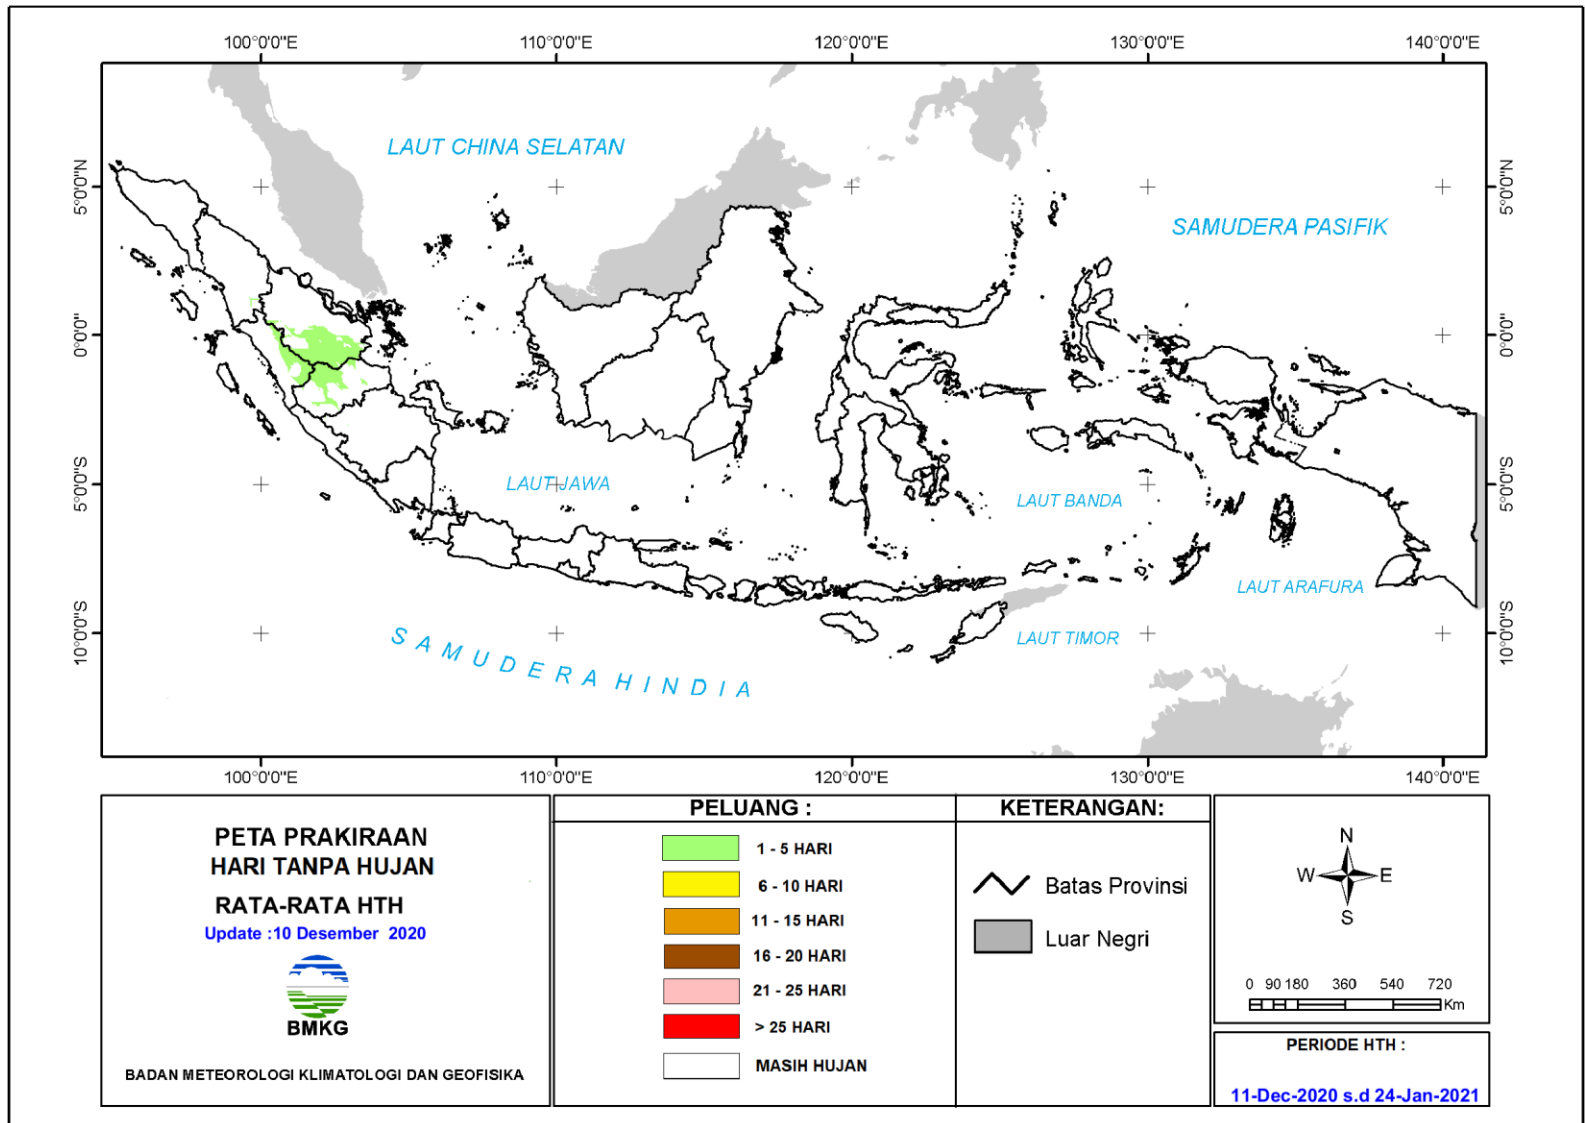 100°0'0"E 110°0'0"E 120°0'0"E 130°0'0"E 140°0'0"E
LAUT CHINA SELATAN
5°0'0"N
5°0'0"N
SAMUDERA PASIFIK
0°0'0"
0°0'0"
5°0'0"S
LAUT JAWA
LAUT BANDA
5°0'0"S
LAUT ARAFURA
10°0'0"S
SAMUDERA HINDIA
LAUT TIMOR
10°0'0"S
100°0'0"E 110°0'0"E 120°0'0"E 130°0'0"E 140°0'0"E
PETA PRAKIRAAN
HARI TANPA HUJAN
RATA-RATA HTH
Update :10 Desember 2020
BMKG
BADAN METEOROLOGI KLIMATOLOGI DAN GEOFISIKA
PELUANG :
1 - 5 HARI
6 - 10 HARI
11 - 15 HARI
16 - 20 HARI
21 - 25 HARI
> 25 HARI
MASIH HUJAN
KETERANGAN:
Batas Provinsi
Luar Negri
N
W E
S
0 90 180 360 540 720
Km
PERIODE HTH :
11-Dec-2020 s.d 24-Jan-2021